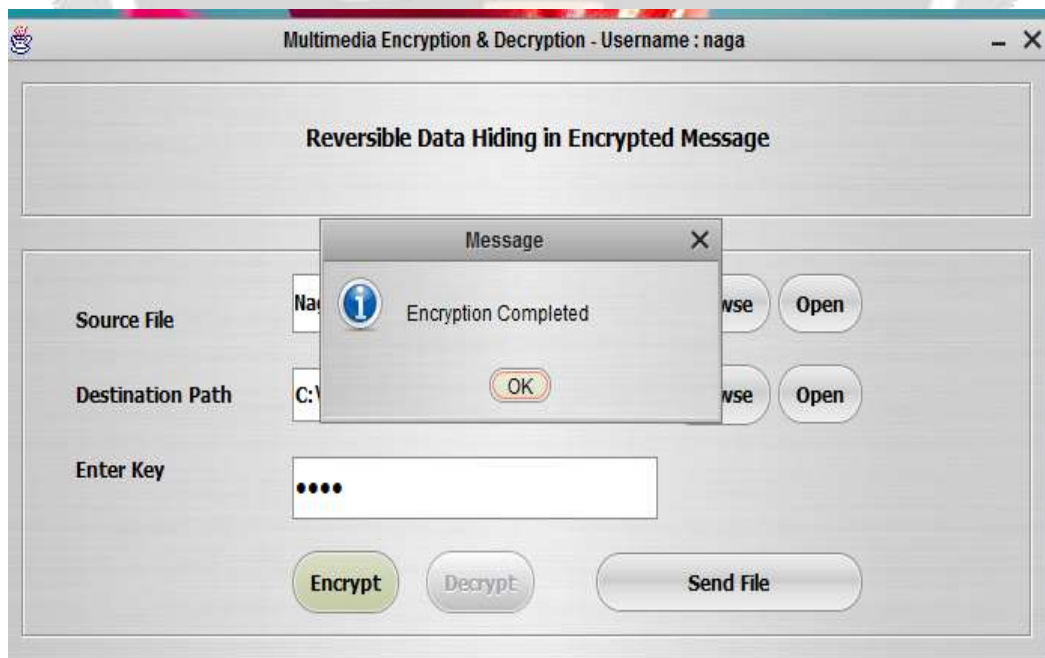 Multimedia Encryption & Decryption - Username : naga
Reversible Data Hiding in Encrypted Message
Message
Encryption Completed
OK
Source File
Open
Destination Path
C:\
Open
Enter Key
••••
Encrypt Decrypt Send File